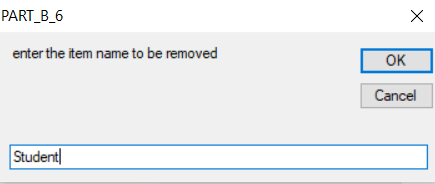 PART_B_6
enter the item name to be removed
OK
Cancel
Student